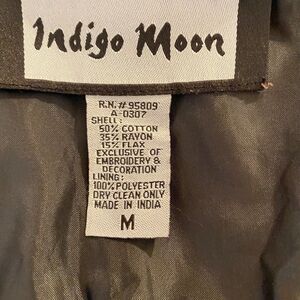 Indigo Moon
R.N.# 95809
A-0307
SHELL:
50% COTTON
35% RAYON
15% FLAX
EXCLUSIVE OF
EMBROIDERY &
DECORATION
LINING:
100% POLYESTER
DRY CLEAN ONLY
MADE IN INDIA
M